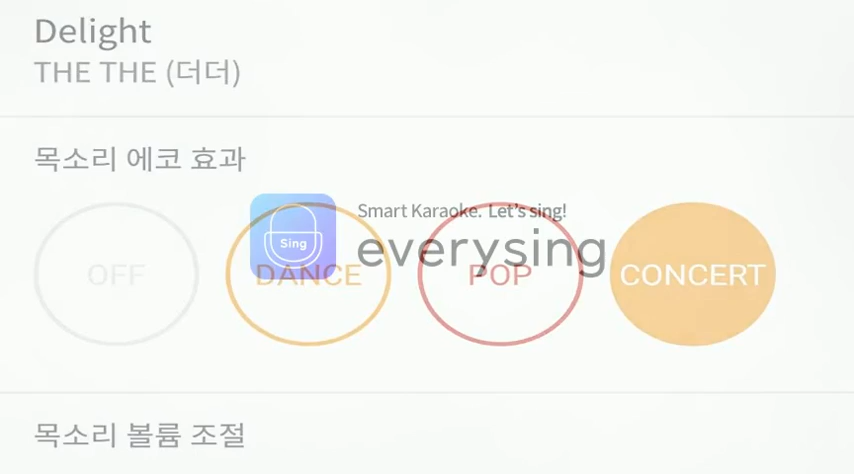 Delight
THE THE (더더)
목소리 에코 효과
Smart Karaoke. Let's sing!
Sing
everysing
OFF
DANCE
POP
CONCERT
목소리 볼륨 조절